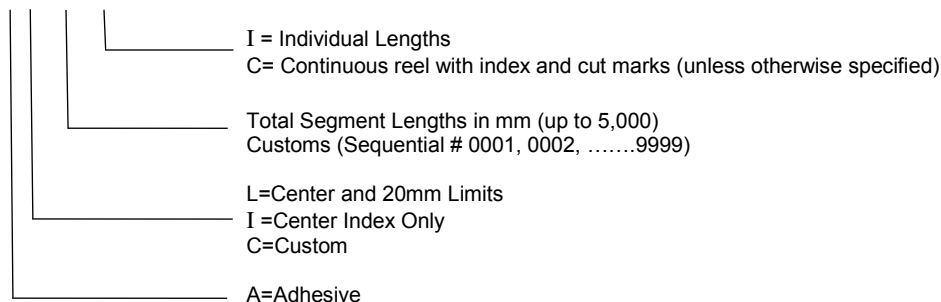 I = Individual Lengths
C= Continuous reel with index and cut marks (unless otherwise specified)
Total Segment Lengths in mm (up to 5,000)
Customs (Sequential # 0001, 0002, …….9999)
L=Center and 20mm Limits
I =Center Index Only
C=Custom
A=Adhesive